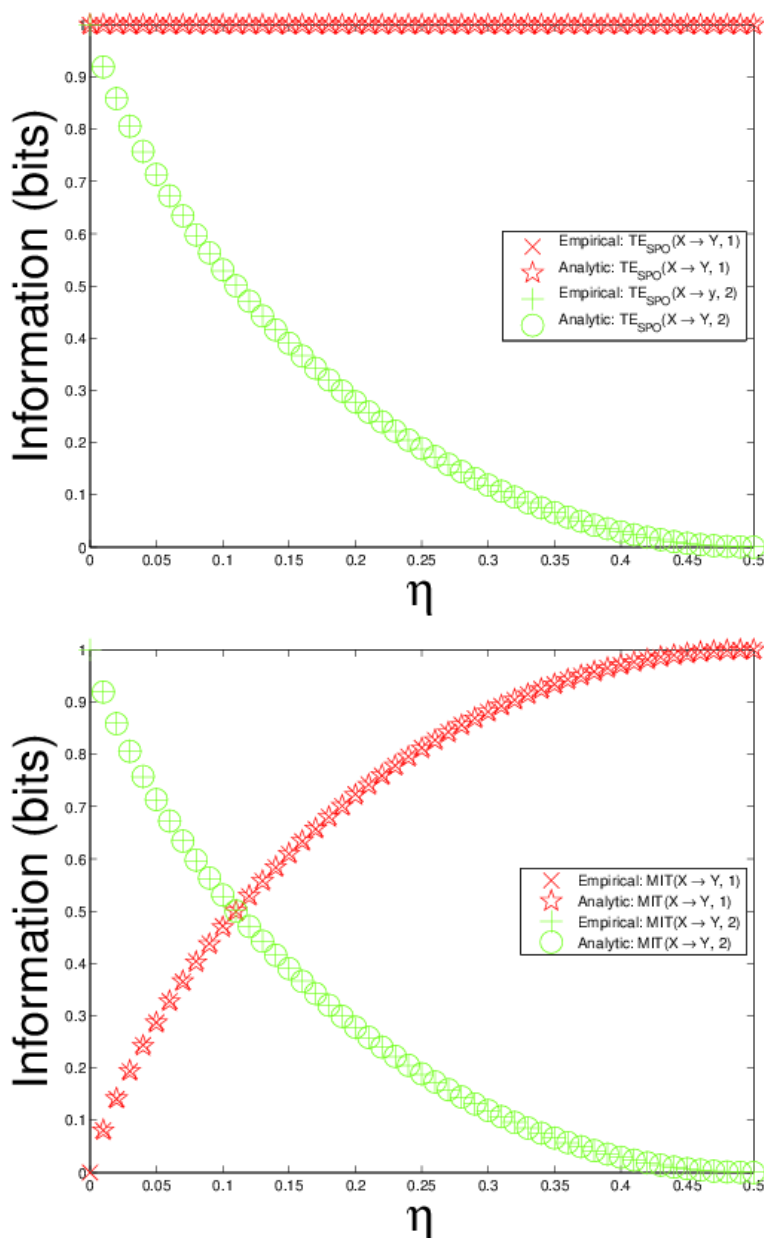 Information (bits)
0.9
0.8
0.7
0.6
0.5
0.4
0.3
0.2
0.1
0
Empirical: TE_SPO(X → Y, 1)
Analytic: TE_SPO(X → Y, 1)
Empirical: TE_SPO(X → y, 2)
Analytic: TE_SPO(X → Y, 2)
0 0.05 0.1 0.15 0.2 0.25 0.3 0.35 0.4 0.45 0.5
η
Information (bits)
1
0.9
0.8
0.7
0.6
0.5
0.4
0.3
0.2
0.1
0
Empirical: MIT(X → Y, 1)
Analytic: MIT(X → Y, 1)
Empirical: MIT(X → Y, 2)
Analytic: MIT(X → Y, 2)
0 0.05 0.1 0.15 0.2 0.25 0.3 0.35 0.4 0.45 0.5
η